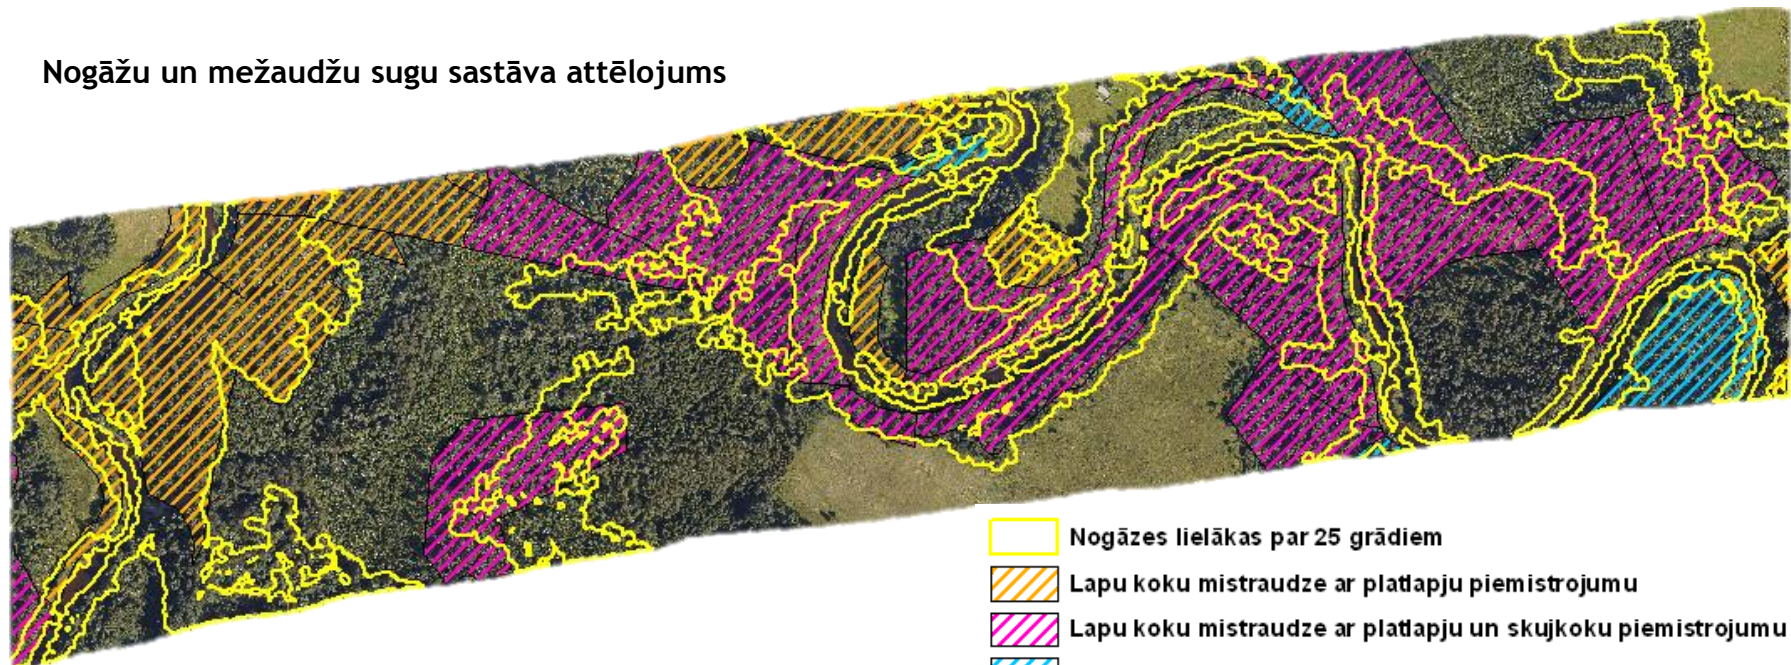 Nogāžu un mežaudžu sugu sastāva attēlojums
Nogāzes lielākas par 25 grādiem
Lapu koku mistraudze ar platlapju piemistrojumu
Lapu koku mistraudze ar platlapju un skujkoku piemistrojumu